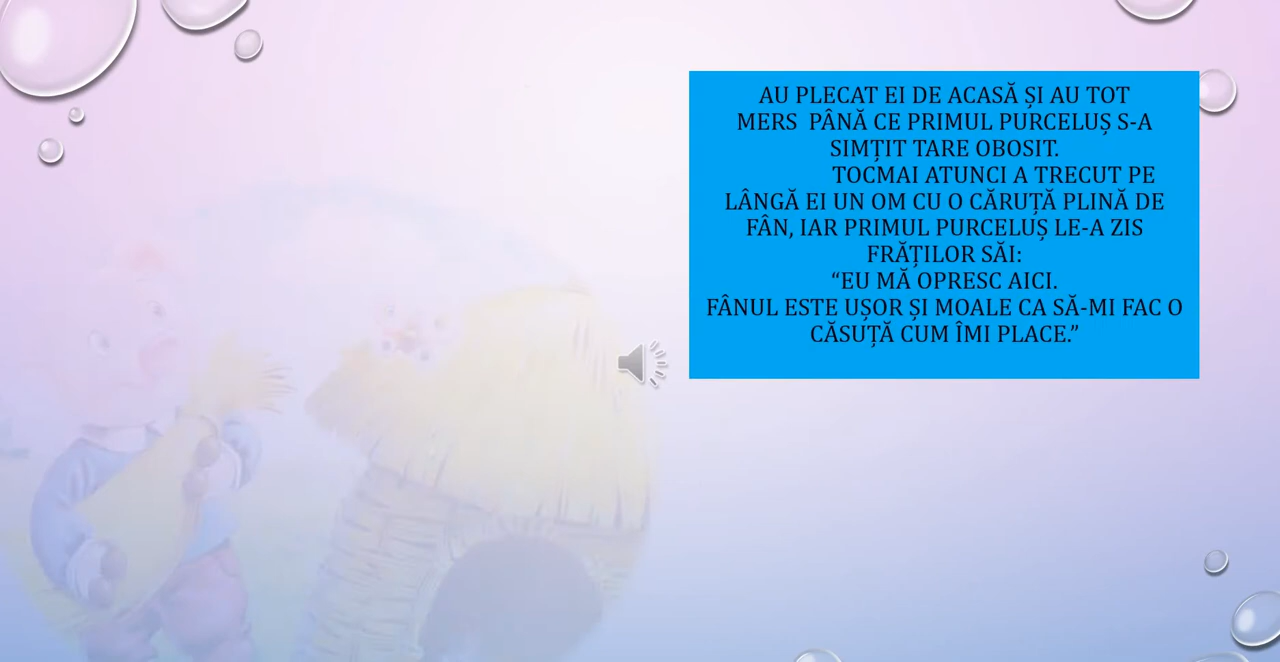 AU PLECAT EI DE ACASĂ ȘI AU TOT
MERS PÂNĂ CE PRIMUL PURCELUȘ S-A
SIMȚIT TARE OBOSIT.
TOCMAI ATUNCI A TRECUT PE
LÂNGĂ EI UN OM CU O CĂRUȚĂ PLINĂ DE
FÂN, IAR PRIMUL PURCELUȘ LE-A ZIS
FRĂȚILOR SĂI:
“EU MĂ OPRESC AICI.
FÂNUL ESTE UȘOR ȘI MOALE CA SĂ-MI FAC O
CĂSUȚĂ CUM ÎMI PLACE.”